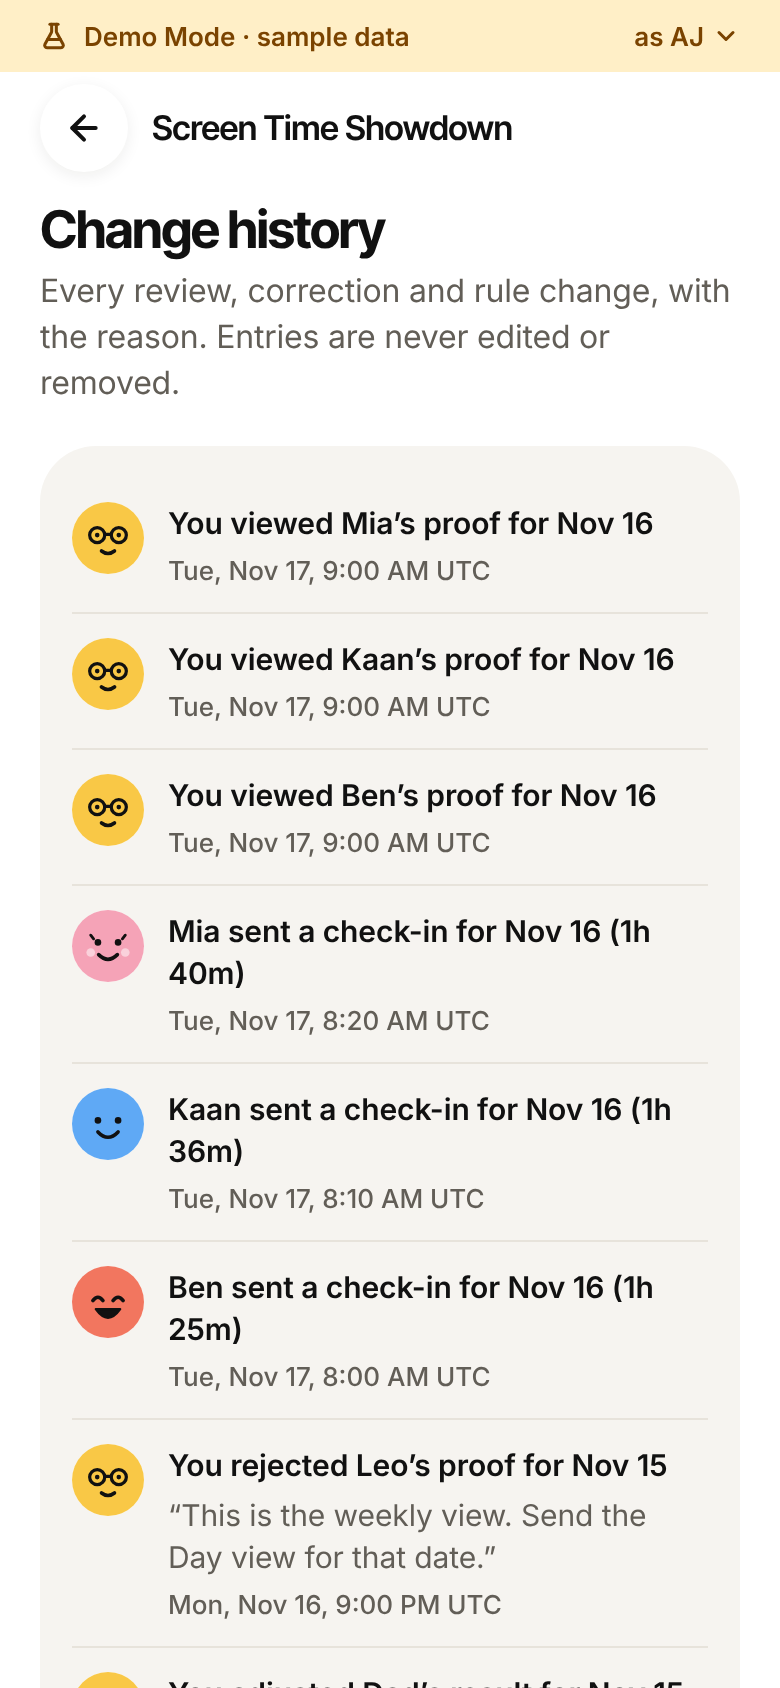 Demo Mode · sample data
as AJ
Screen Time Showdown
Change history
Every review, correction and rule change, with
the reason. Entries are never edited or
removed.
You viewed Mia’s proof for Nov 16
Tue, Nov 17, 9:00 AM UTC
You viewed Kaan’s proof for Nov 16
Tue, Nov 17, 9:00 AM UTC
You viewed Ben’s proof for Nov 16
Tue, Nov 17, 9:00 AM UTC
Mia sent a check-in for Nov 16 (1h
40m)
Tue, Nov 17, 8:20 AM UTC
Kaan sent a check-in for Nov 16 (1h
36m)
Tue, Nov 17, 8:10 AM UTC
Ben sent a check-in for Nov 16 (1h
25m)
Tue, Nov 17, 8:00 AM UTC
You rejected Leo’s proof for Nov 15
“This is the weekly view. Send the
Day view for that date.”
Mon, Nov 16, 9:00 PM UTC
You adjusted Dad’s result for Nov 15